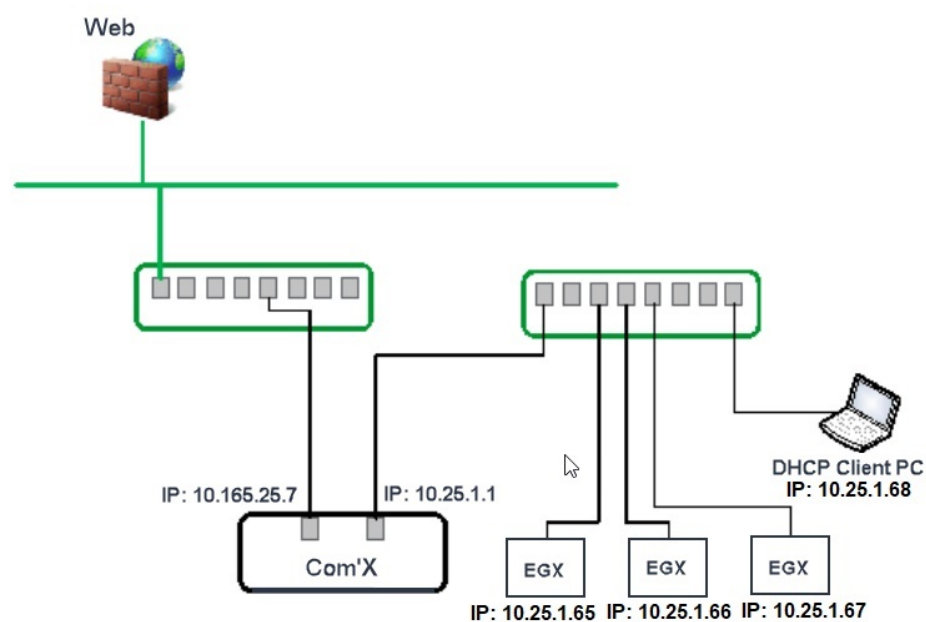 Web
IP: 10.165.25.7
IP: 10.25.1.1
Com'X
DHCP Client PC
IP: 10.25.1.68
EGX
EGX
EGX
IP: 10.25.1.65
IP: 10.25.1.66
IP: 10.25.1.67